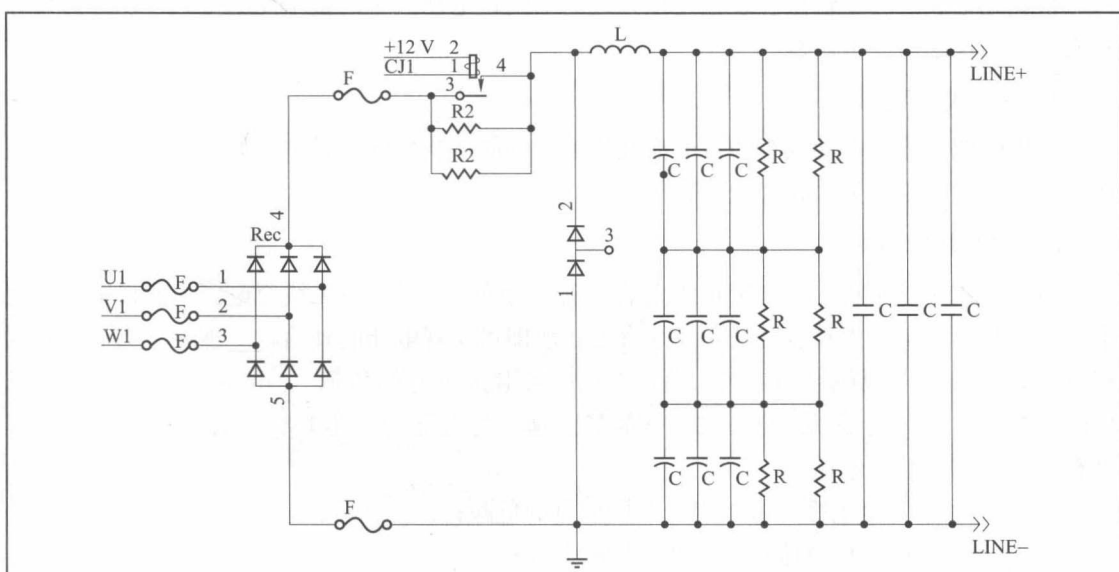 L
+12 V 2
CJ1 1 4
LINE+
F
3
R2
R2
C C C R R
2
4
Rec
3
U1 F 1
V1 F 2
W1 F 3
1
C C C R R C C C
5
C C C R R
F
LINE−